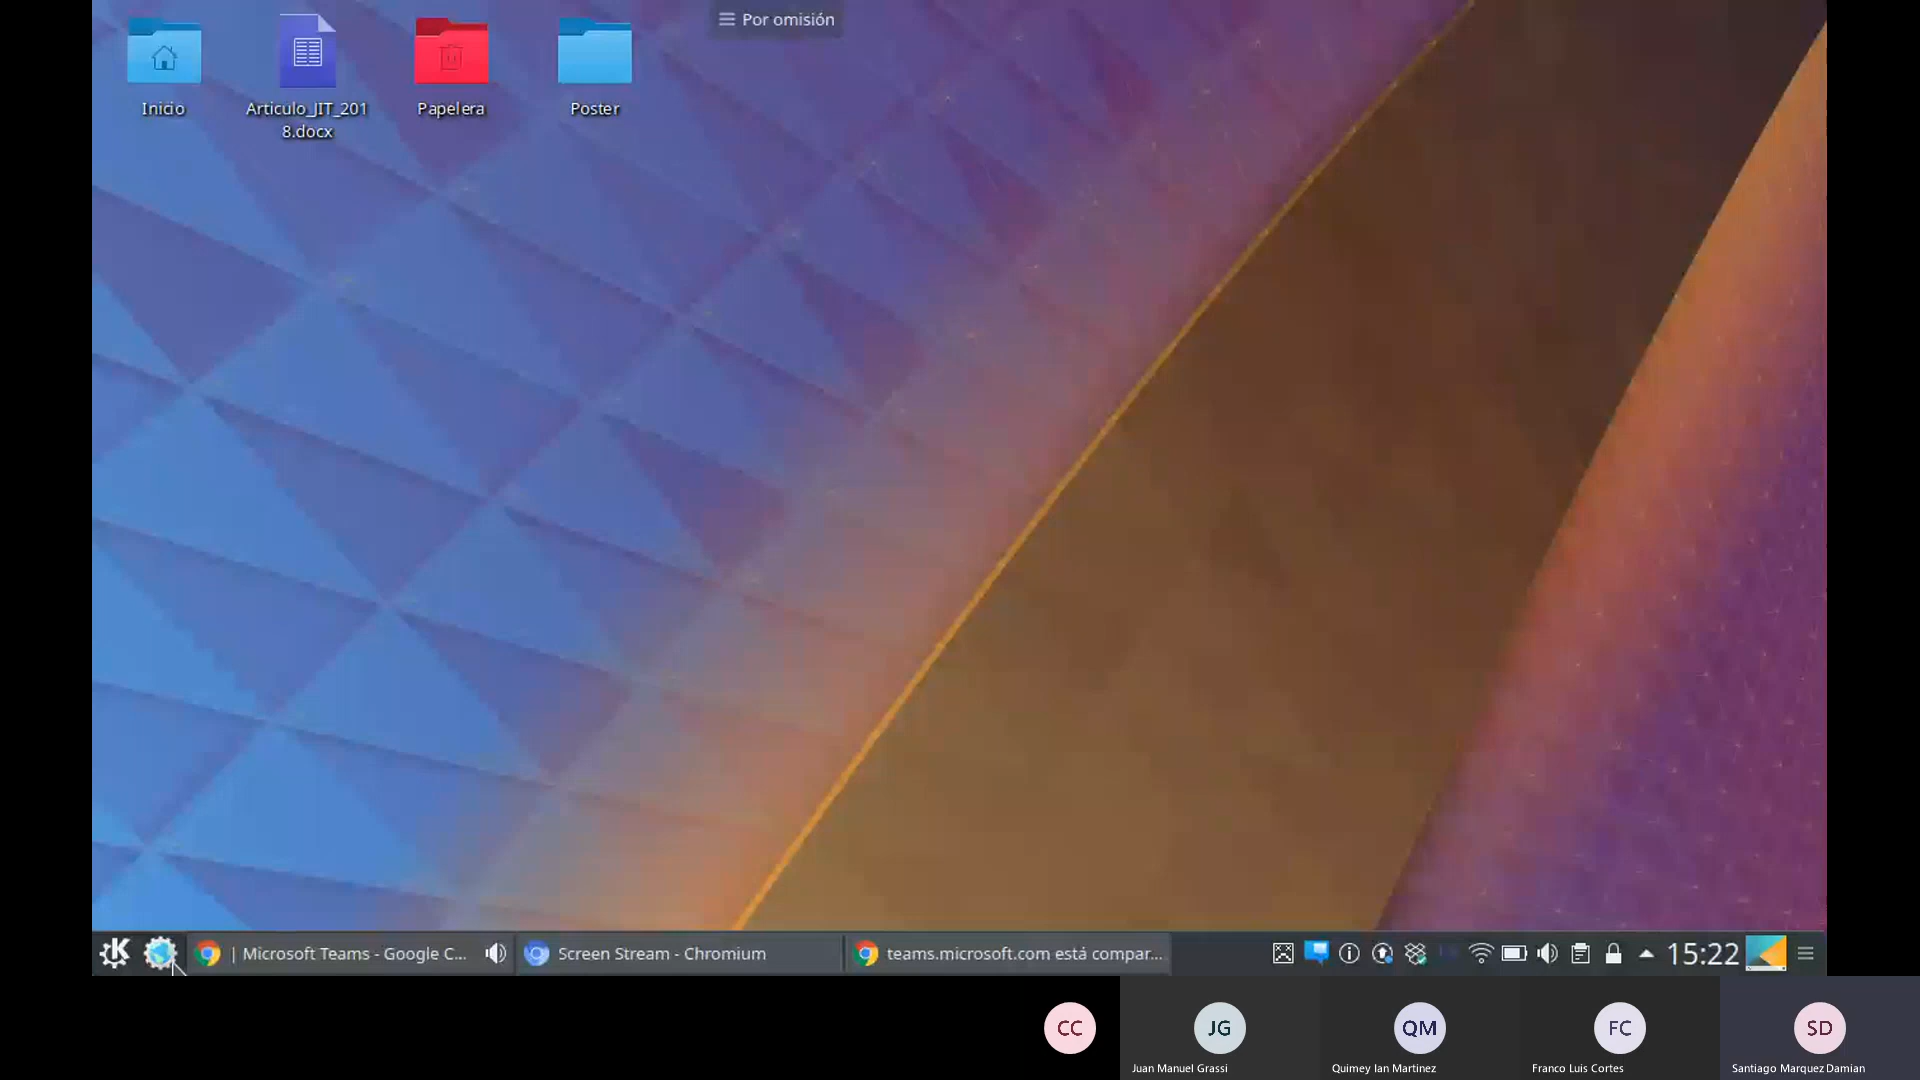 Por omisión
Inicio
Articulo_JIT_201
8.docx
Papelera
Poster
| Microsoft Teams - Google C...
Screen Stream - Chromium
teams.microsoft.com está compar...
15:22
CC
JG
QM
FC
SD
Juan Manuel Grassi
Quimey Ian Martinez
Franco Luis Cortes
Santiago Marquez Damian